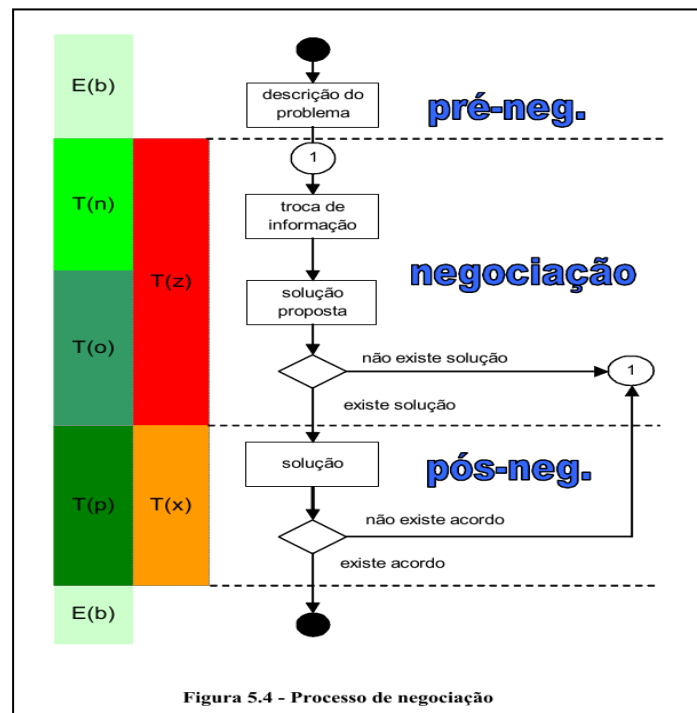 E(b)
descrição do
problema
pré-neg.
1
T(n)
troca de
informação
T(z)
negociação
solução
proposta
T(o)
não existe solução
1
existe solução
solução
pós-neg.
T(p)
T(x)
não existe acordo
existe acordo
E(b)
Figura 5.4 - Processo de negociação